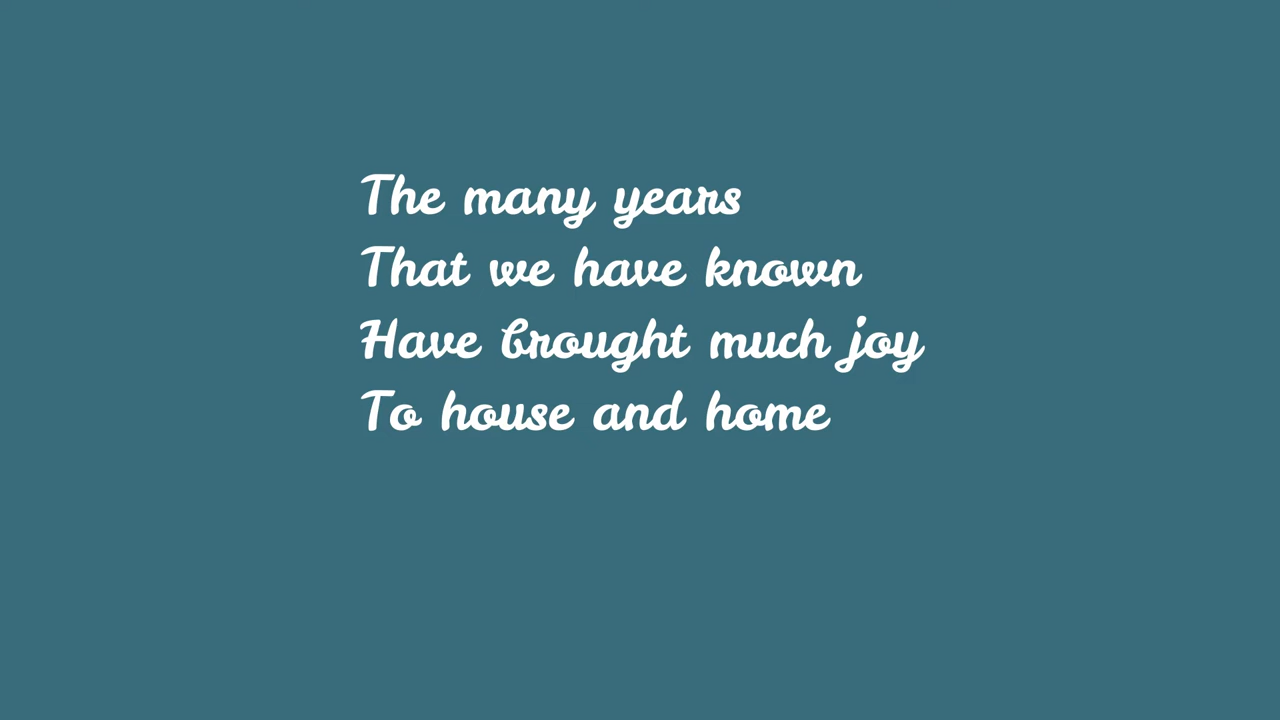 The many years
That we have known
Have brought much joy
To house and home